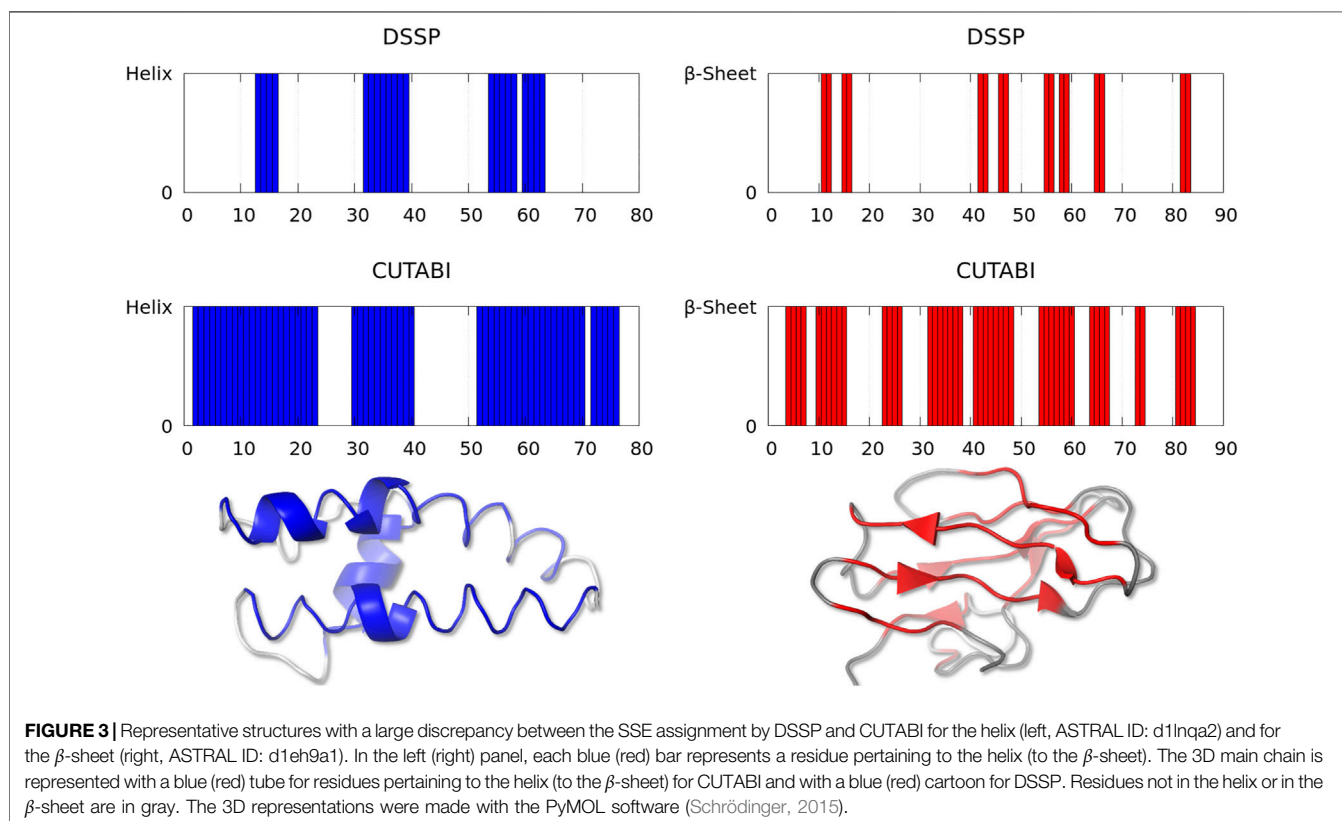 DSSP
Helix
0
0 10 20 30 40 50 60 70 80
DSSP
β-Sheet
0
0 10 20 30 40 50 60 70 80 90
CUTABI
Helix
0
0 10 20 30 40 50 60 70 80
CUTABI
β-Sheet
0
0 10 20 30 40 50 60 70 80 90
FIGURE 3 | Representative structures with a large discrepancy between the SSE assignment by DSSP and CUTABI for the helix (left, ASTRAL ID: d1lnqa2) and for
the β-sheet (right, ASTRAL ID: d1eh9a1). In the left (right) panel, each blue (red) bar represents a residue pertaining to the helix (to the β-sheet). The 3D main chain is
represented with a blue (red) tube for residues pertaining to the helix (to the β-sheet) for CUTABI and with a blue (red) cartoon for DSSP. Residues not in the helix or in the
β-sheet are in gray. The 3D representations were made with the PyMOL software (Schrödinger, 2015).